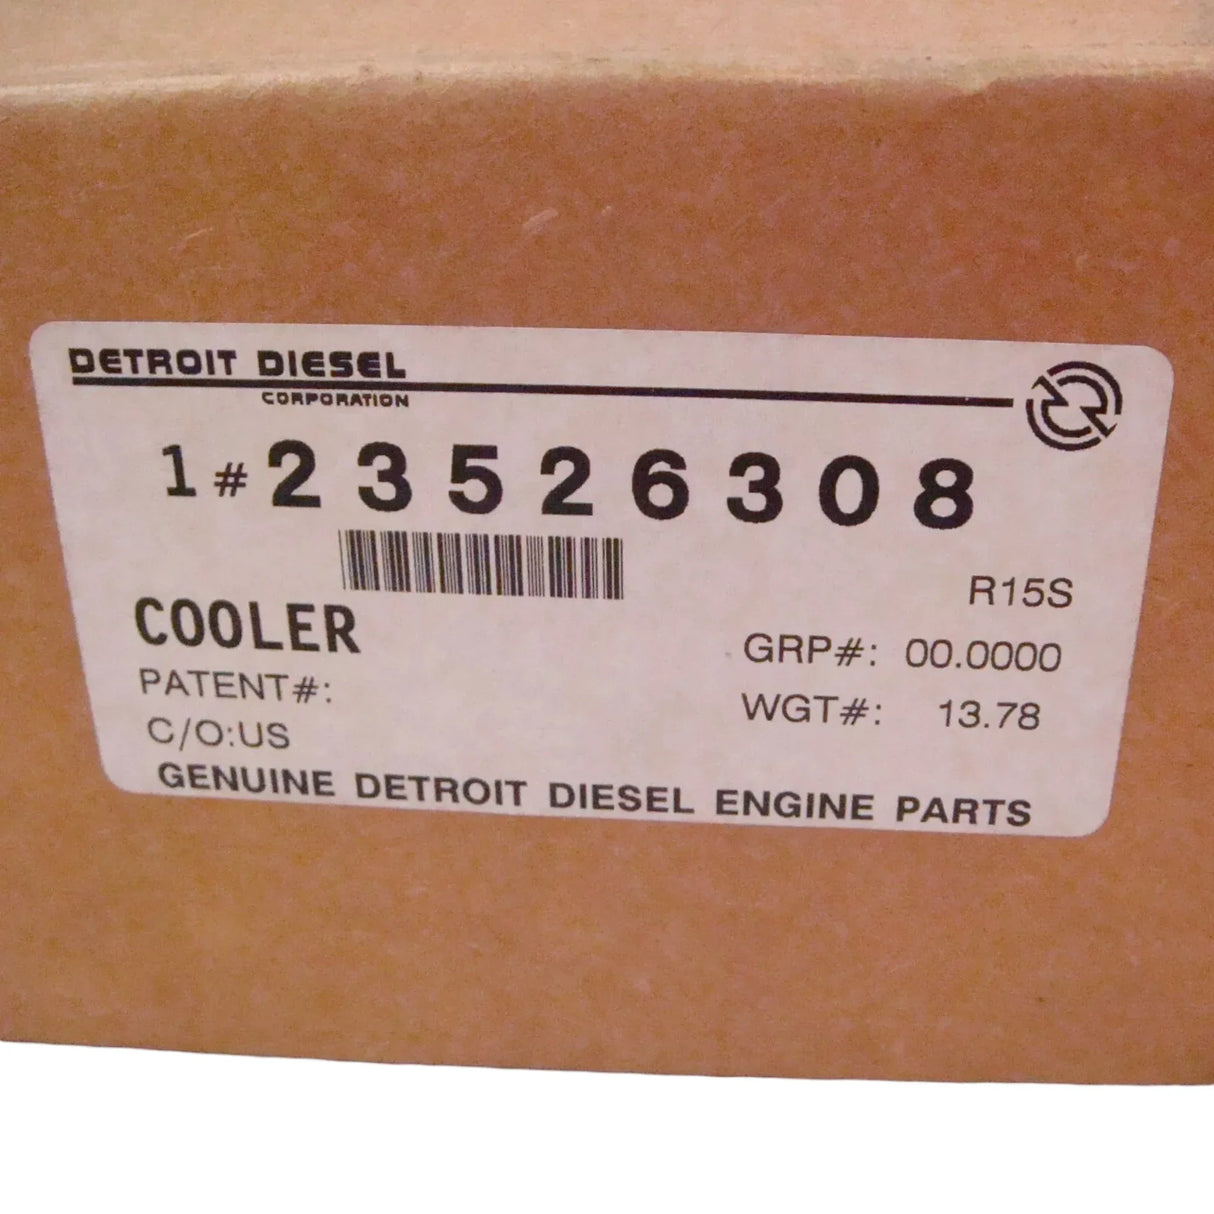 DETROIT DIESEL
CORPORATION
1 # 23526308
R15S
COOLER
GRP#: 00.0000
PATENT#:
WGT#: 13.78
C/O:US
GENUINE DETROIT DIESEL ENGINE PARTS